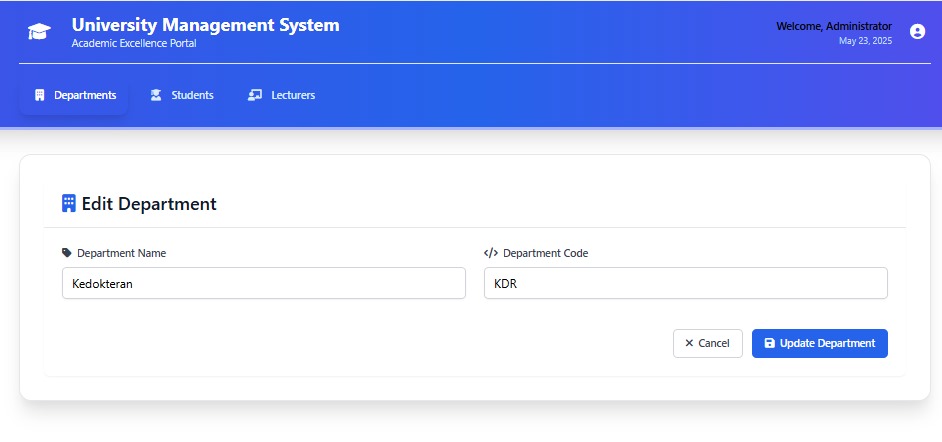 University Management System
Academic Excellence Portal
Welcome, Administrator
May 23, 2025
Departments
Students
Lecturers
Edit Department
Department Name
Department Code
Kedokteran
KDR
Cancel
Update Department